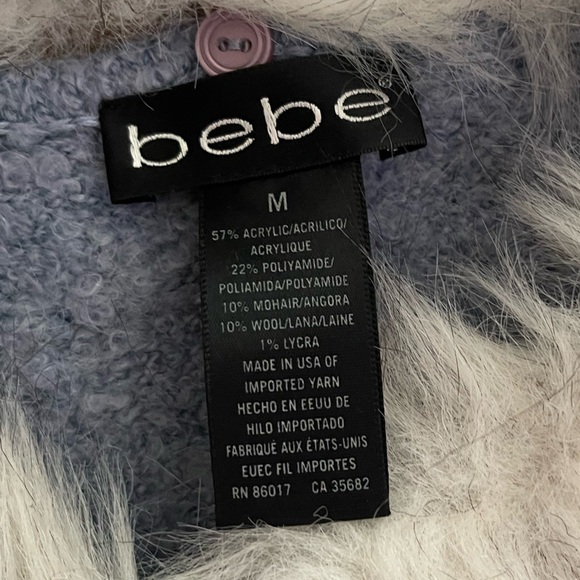 bebe®
M
57% ACRYLIC/ACRILICO/
ACRYLIQUE
22% POLIYAMIDE/
POLIAMIDA/POLYAMIDE
10% MOHAIR/ANGORA
10% WOOL/LANA/LAINE
1% LYCRA
MADE IN USA OF
IMPORTED YARN
HECHO EN EEUU DE
HILO IMPORTADO
FABRIQUÉ AUX ÉTATS-UNIS
EUEC FIL IMPORTES
RN 86017 CA 35682